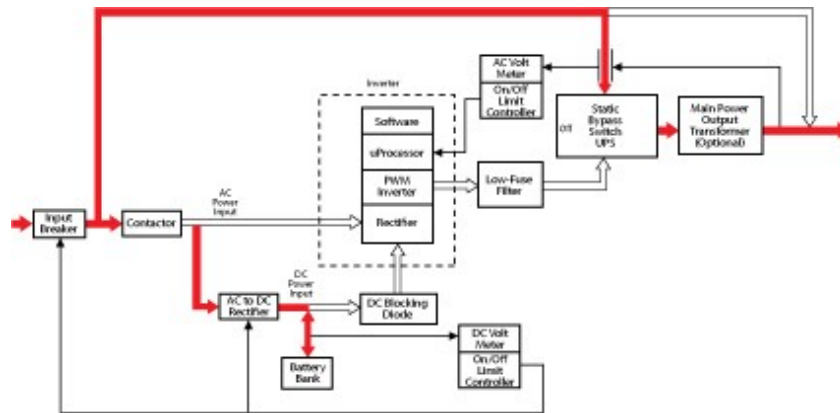 Inverter
AC Volt
Meter
On/Off
Limit
Controller
Software
uProcessor
PWM
Inverter
Rectifier
Off
Static
Bypass
Switch
UPS
Main Power
Output
Transformer
(Optional)
Low-Fuse
Filter
AC
Power
Input
Input
Breaker
Contactor
DC
Power
Input
AC to DC
Rectifier
DC Blocking
Diode
Battery
Bank
DC Volt
Meter
On/Off
Limit
Controller